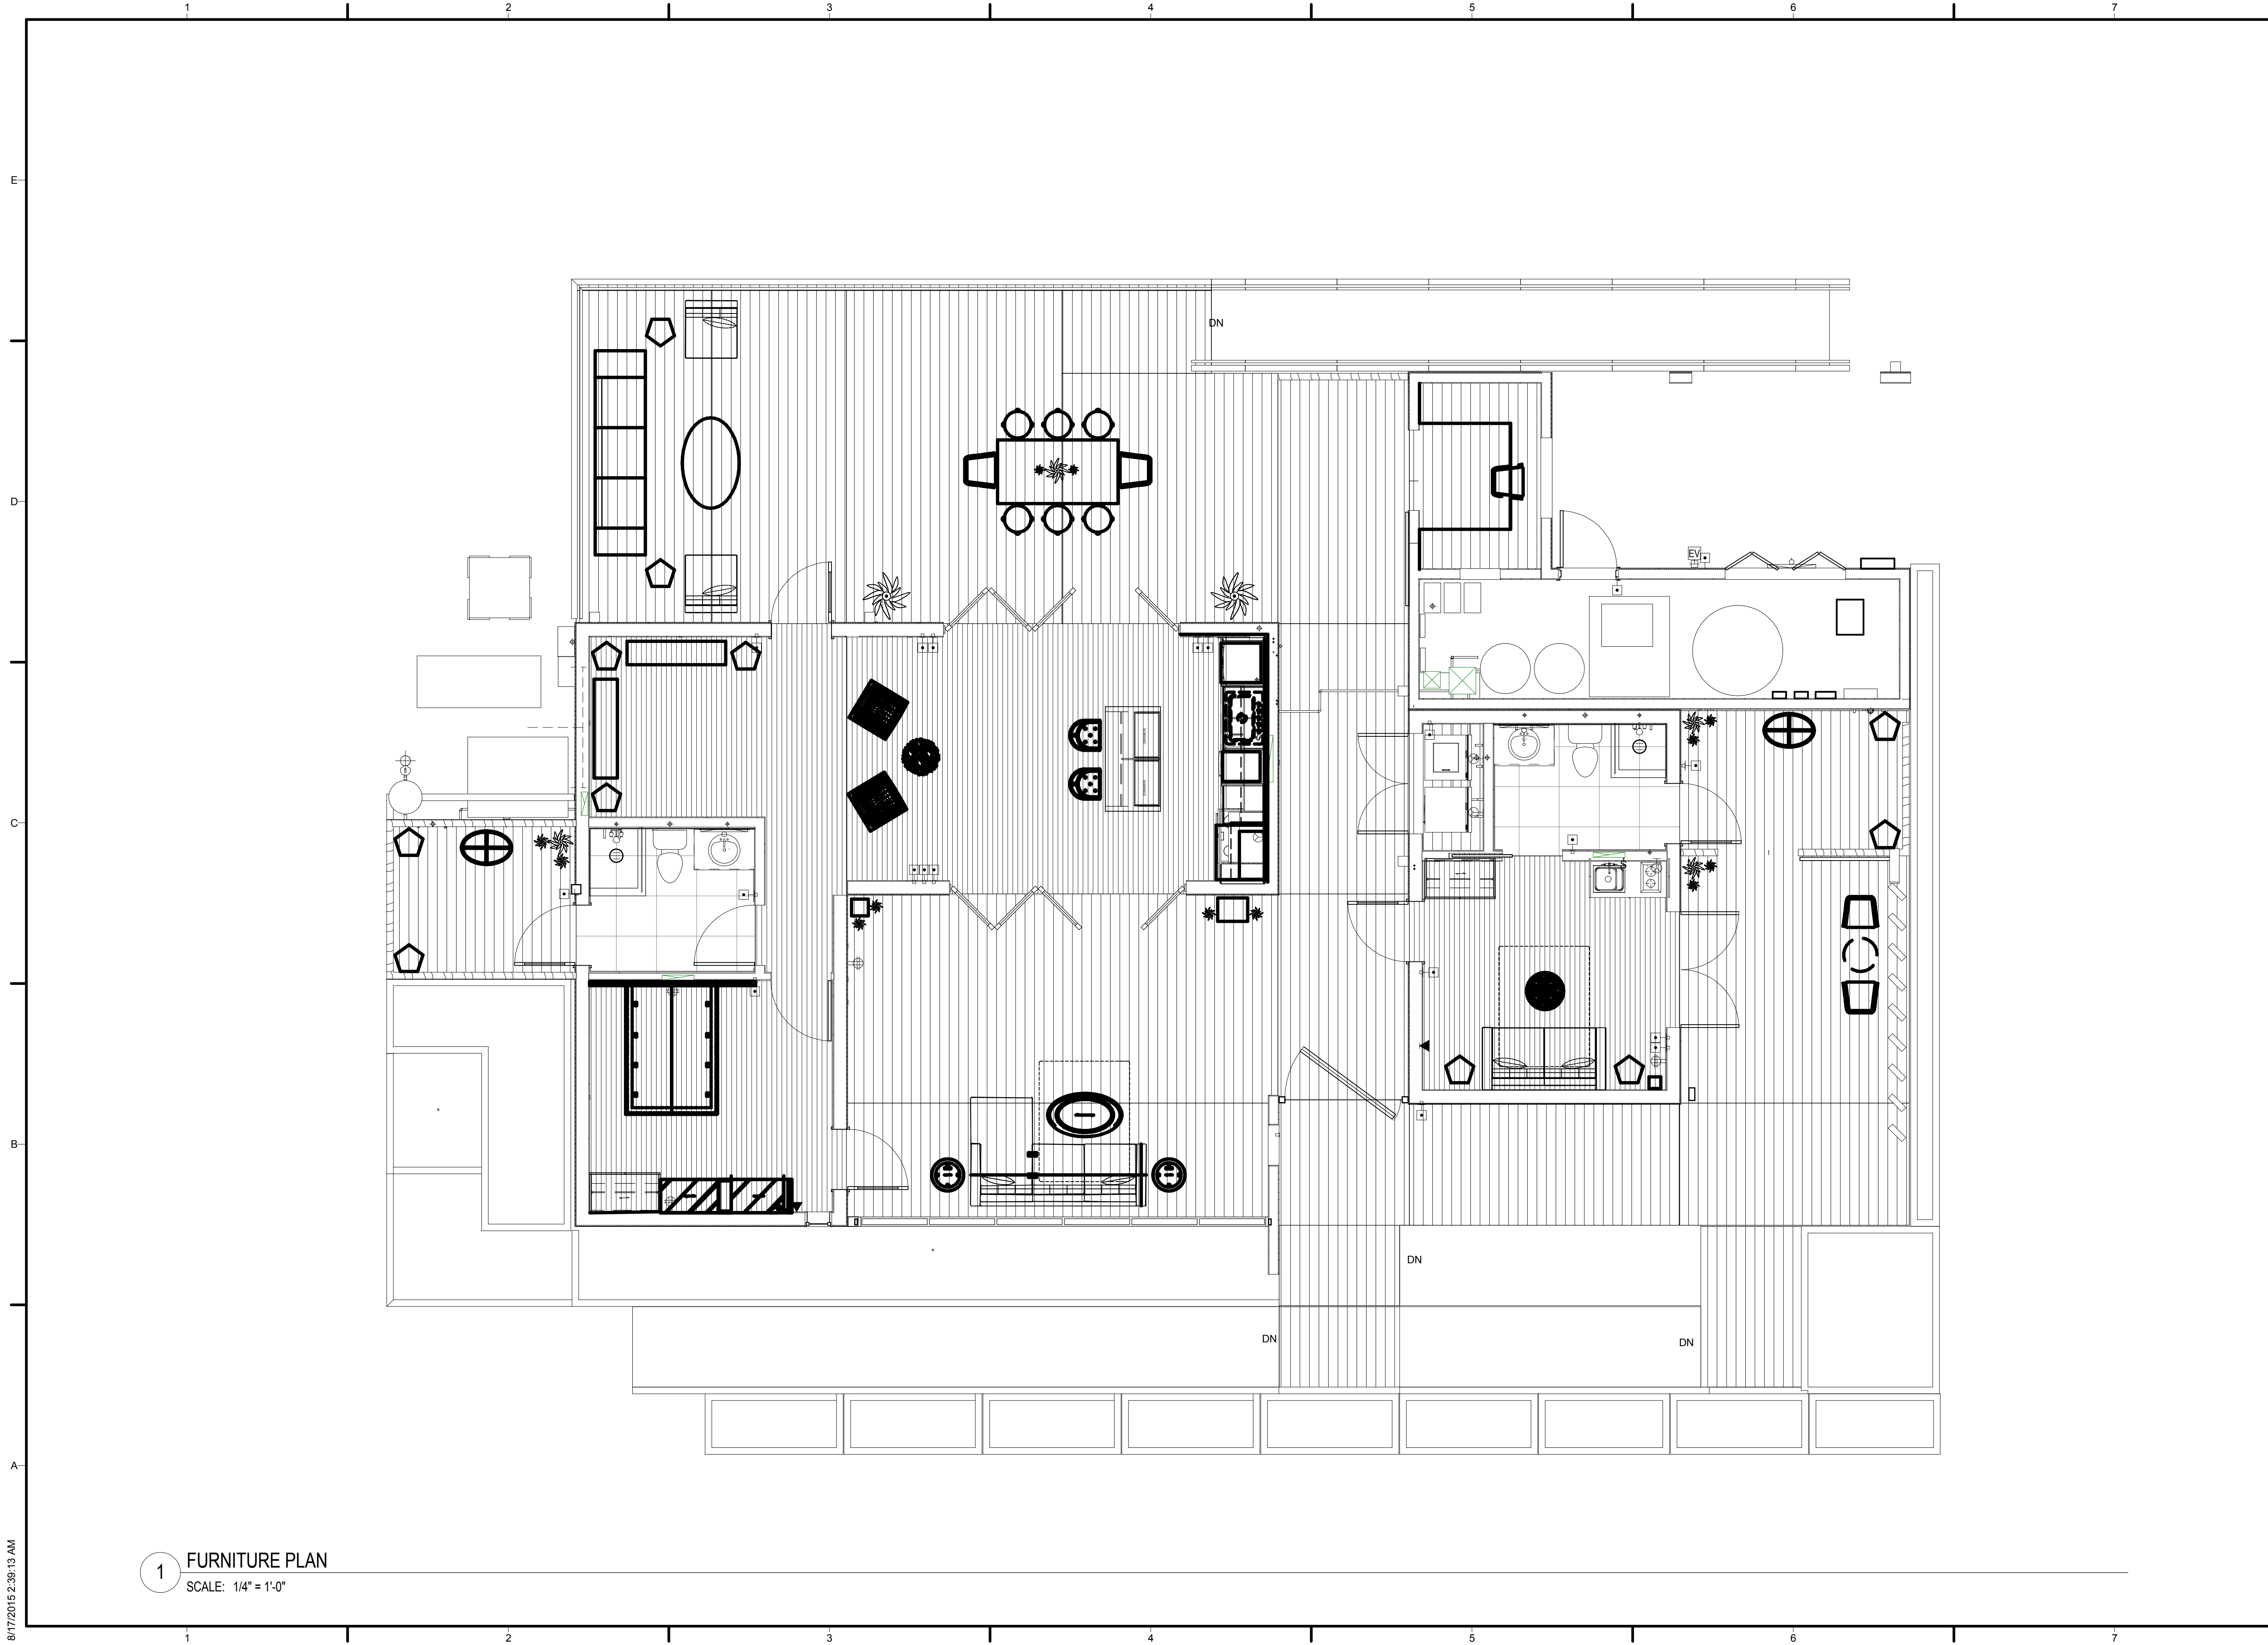 1 2 3 4 5 6 7
E
D
C
B
A
DN
EV
S
DN
DN
DN
1
FURNITURE PLAN
SCALE: 1/4" = 1'-0"
8/17/2015 2:39:13 AM
1 2 3 4 5 6 7